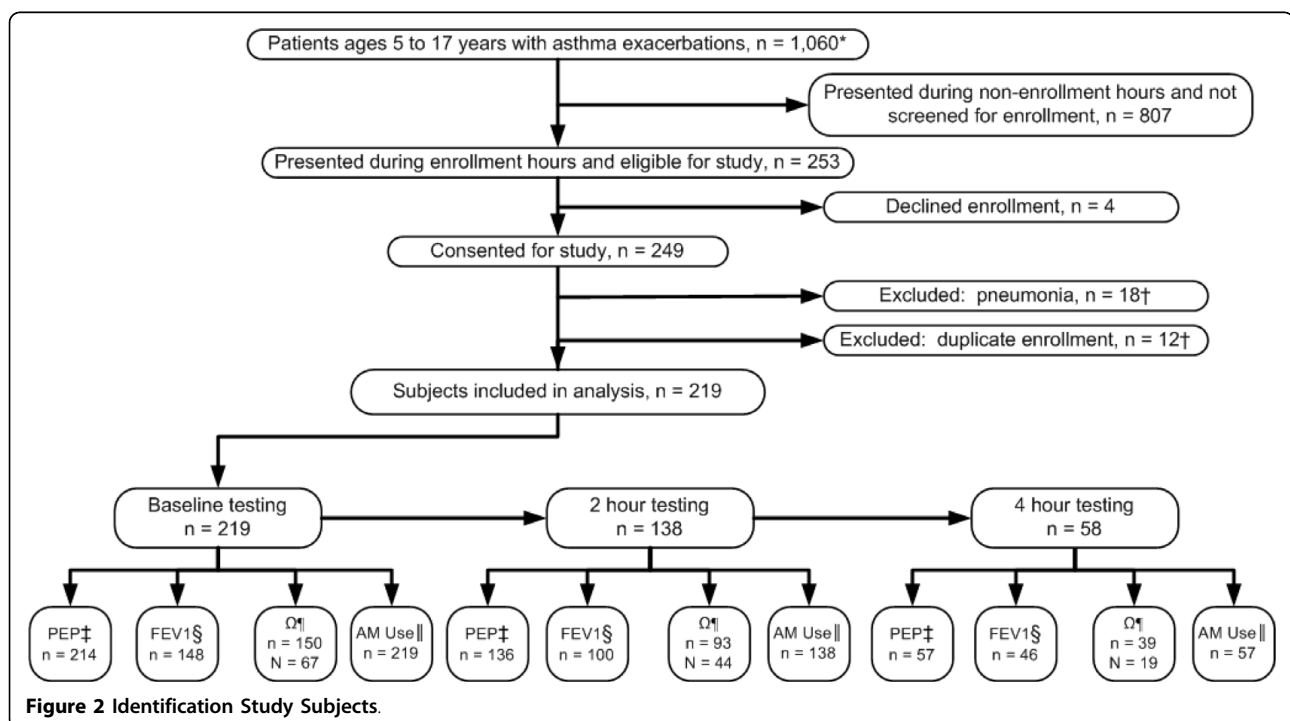 Patients ages 5 to 17 years with asthma exacerbations, n = 1,060*
Presented during non-enrollment hours and not
screened for enrollment, n = 807
Presented during enrollment hours and eligible for study, n = 253
Declined enrollment, n = 4
Consented for study, n = 249
Excluded: pneumonia, n = 18†
Excluded: duplicate enrollment, n = 12†
Subjects included in analysis, n = 219
Baseline testing
n = 219
2 hour testing
n = 138
4 hour testing
n = 58
PEP‡
n = 214
FEV1§
n = 148
Ω¶
n = 150
N = 67
AM Use‖
n = 219
PEP‡
n = 136
FEV1§
n = 100
Ω¶
n = 93
N = 44
AM Use‖
n = 138
PEP‡
n = 57
FEV1§
n = 46
Ω¶
n = 39
N = 19
AM Use‖
n = 57
Figure 2 Identification Study Subjects.